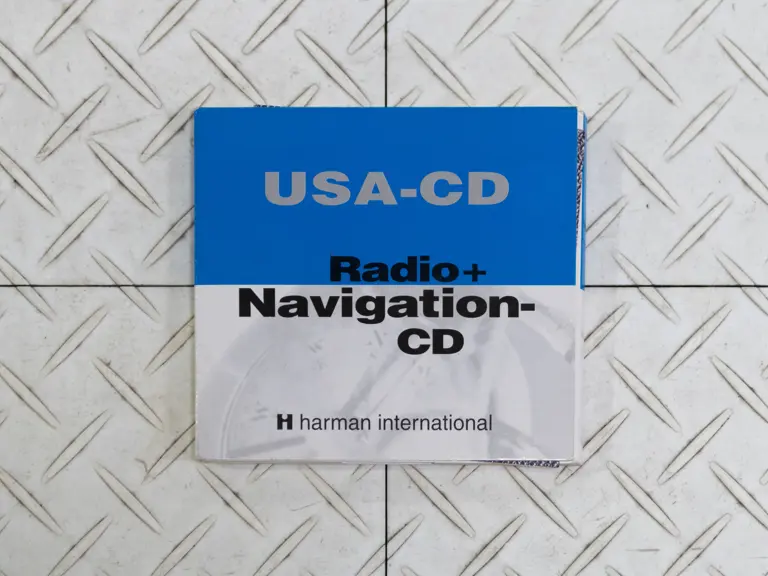 USA-CD
Radio+
Navigation-
CD
H harman international